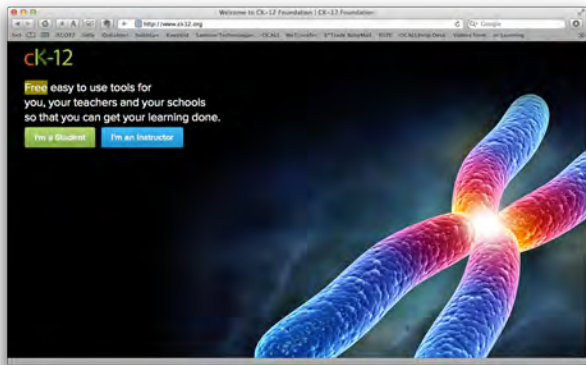 Welcome to CK-12 Foundation | CK-12 Foundation
http://www.ck12.org
Google
cK-12
Free easy to use tools for
you, your teachers and your schools
so that you can get your learning done.
I'm a Student
I'm an Instructor